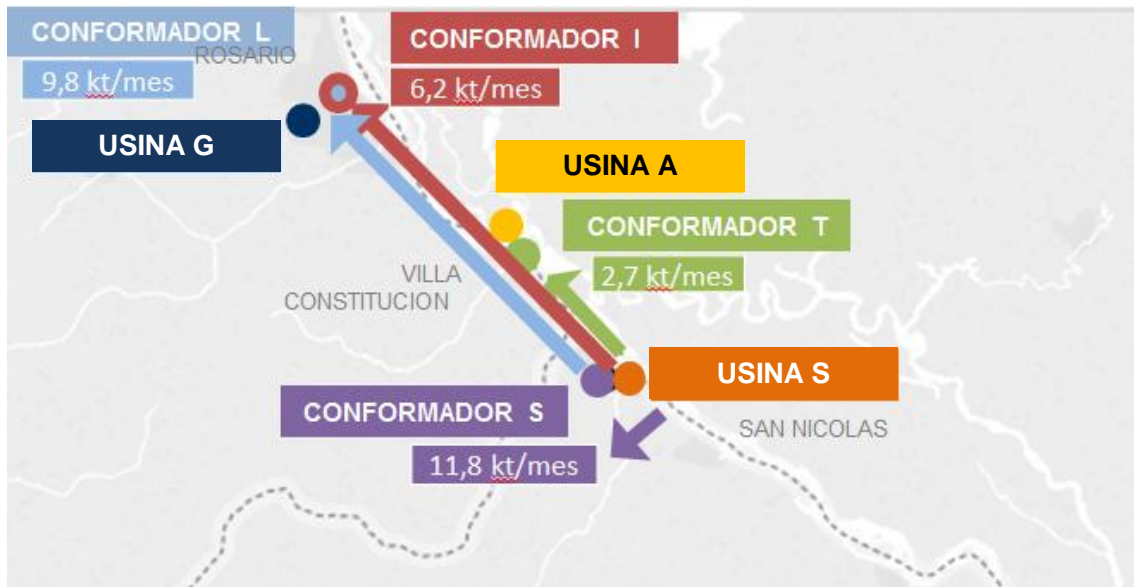 CONFORMADOR L
ROSARIO
9,8 kt/mes
CONFORMADOR I
6,2 kt/mes
USINA G
USINA A
CONFORMADOR T
2,7 kt/mes
VILLA
CONSTITUCION
USINA S
CONFORMADOR S
11,8 kt/mes
SAN NICOLAS